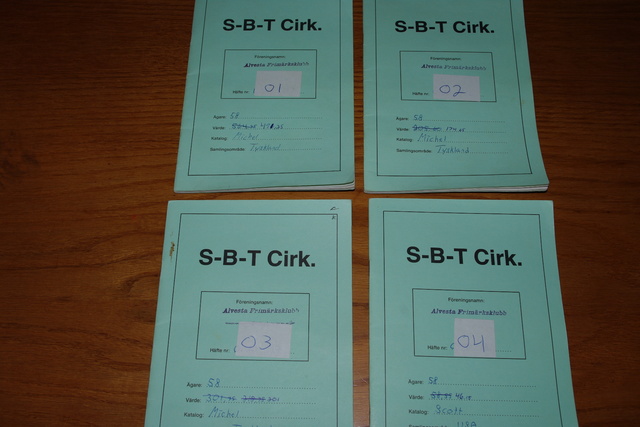 S-B-T Cirk.
Föreningsnamn:
Alvesta Frimärksklubb
Häfte nr: 01
Ägare: 58
Värde:
Katalog: Michel
Samlingsområde: Tyskland
S-B-T Cirk.
Föreningsnamn:
Alvesta Frimärksklubb
Häfte nr: 02
Ägare: 58
Värde:
Katalog: Michel
Samlingsområde: Tyskland
S-B-T Cirk.
Föreningsnamn:
Alvesta Frimärksklubb
Häfte nr: 03
Ägare: 58
Värde: 301
Katalog: Michel
S-B-T Cirk.
Föreningsnamn:
Alvesta Frimärksklubb
Häfte nr: 04
Ägare: 58
Värde:
Katalog: Scott
USA